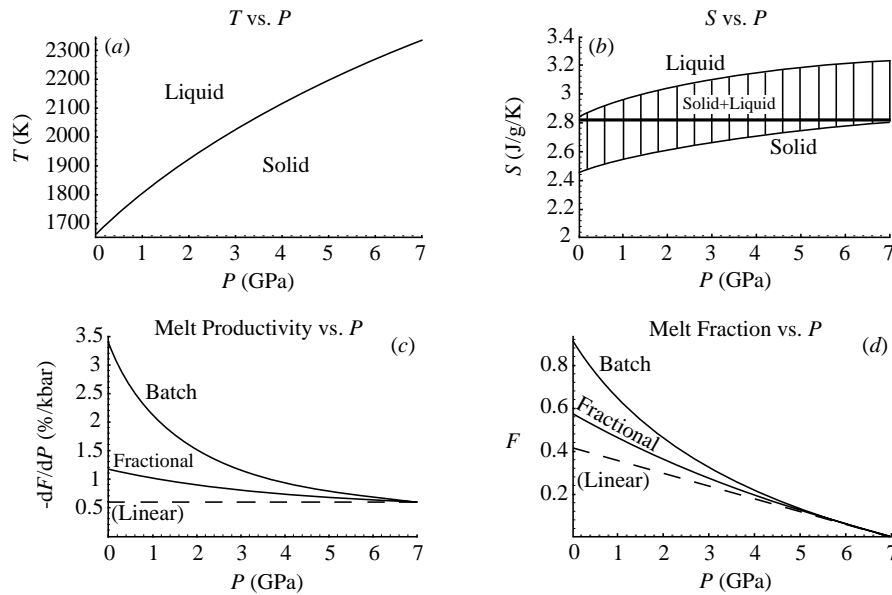 T vs. P
(a)
2300
2200
2100
2000
1900
1800
1700
T (K)
Liquid
Solid
0 1 2 3 4 5 6 7
P (GPa)
S vs. P
(b)
3.4
3.2
3
2.8
2.6
2.4
2.2
2
S (J/g/K)
Liquid
Solid+Liquid
Solid
0 1 2 3 4 5 6 7
P (GPa)
Melt Productivity vs. P
(c)
3.5
3
2.5
2
1.5
1
0.5
-dF/dP (%/kbar)
Batch
Fractional
(Linear)
0 1 2 3 4 5 6 7
P (GPa)
Melt Fraction vs. P
(d)
0.8
0.6
0.4
0.2
F
Batch
Fractional
(Linear)
0 1 2 3 4 5 6 7
P (GPa)